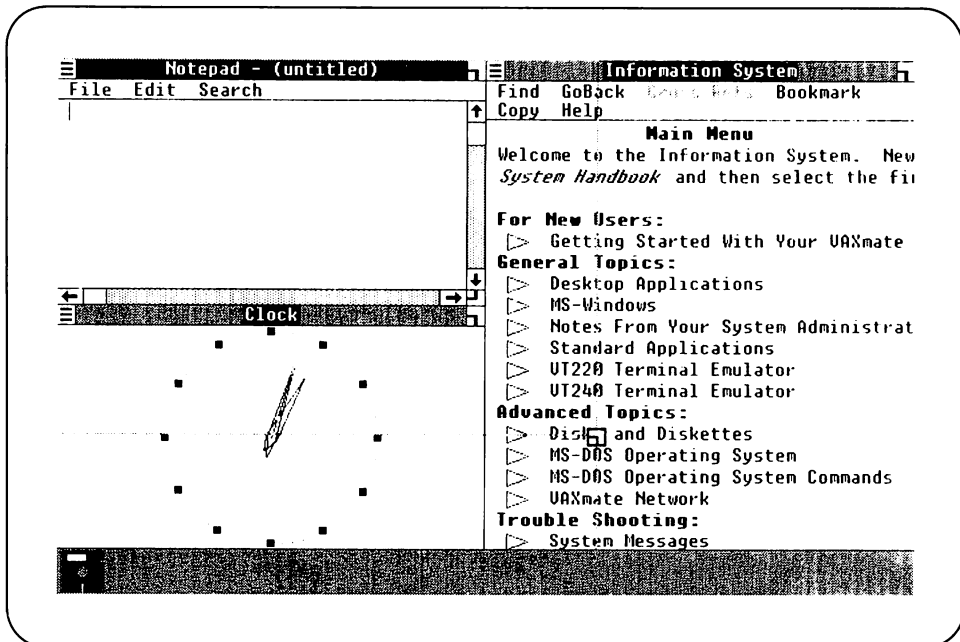 Notepad - (untitled)
File Edit Search
Information System
Find GoBack Bookmark
Copy Help
Main Menu
Welcome to the Information System. New
System Handbook and then select the fir
For New Users:
Getting Started With Your VAXmate
General Topics:
Desktop Applications
MS-Windows
Notes From Your System Administrat
Standard Applications
VT220 Terminal Emulator
VT240 Terminal Emulator
Advanced Topics:
Disks and Diskettes
MS-DOS Operating System
MS-DOS Operating System Commands
VAXmate Network
Trouble Shooting:
System Messages
Clock